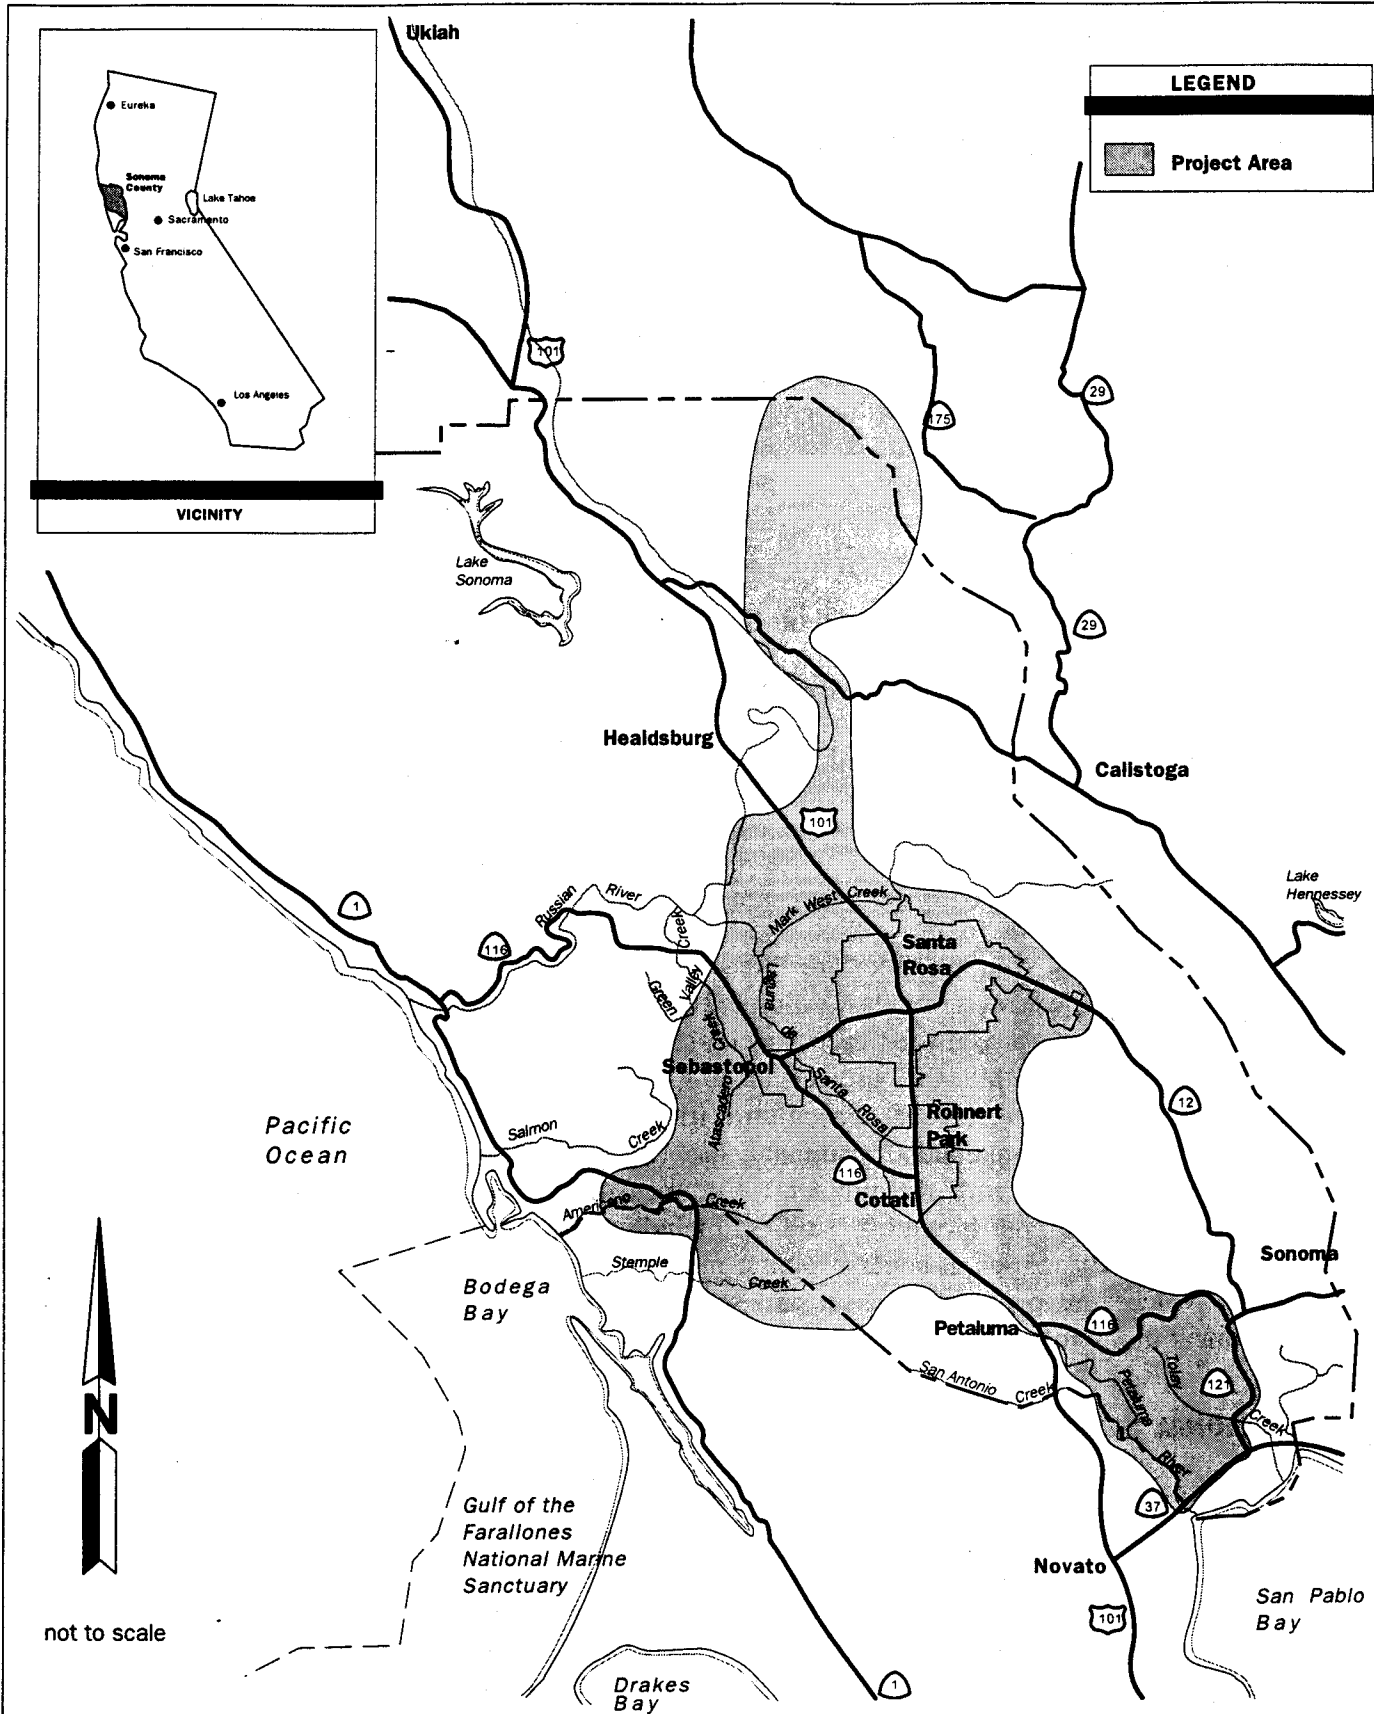 Ukiah
LEGEND
Project Area
Eureka
Sonoma
County
Lake Tahoe
Sacramento
San Francisco
Los Angeles
VICINITY
101
175
29
Lake
Sonoma
29
Healdsburg
Calistoga
101
Lake
Hennessey
1
116
Russian
River
Green
Valley
Creek
Mark West Creek
Santa
Rosa
Laguna
de
Santa
Rosa
Atascadero
Creek
Sebastopol
Rohnert
Park
12
Pacific
Ocean
Salmon
Creek
116
Cotati
Americano
Creek
Sonoma
Stemple
Creek
Bodega
Bay
Petaluma
116
San Antonio
Creek
Petaluma
River
Tolay
Creek
121
N
37
Gulf of the
Farallones
National Marine
Sanctuary
Novato
101
San Pablo
Bay
not to scale
Drakes
Bay
1